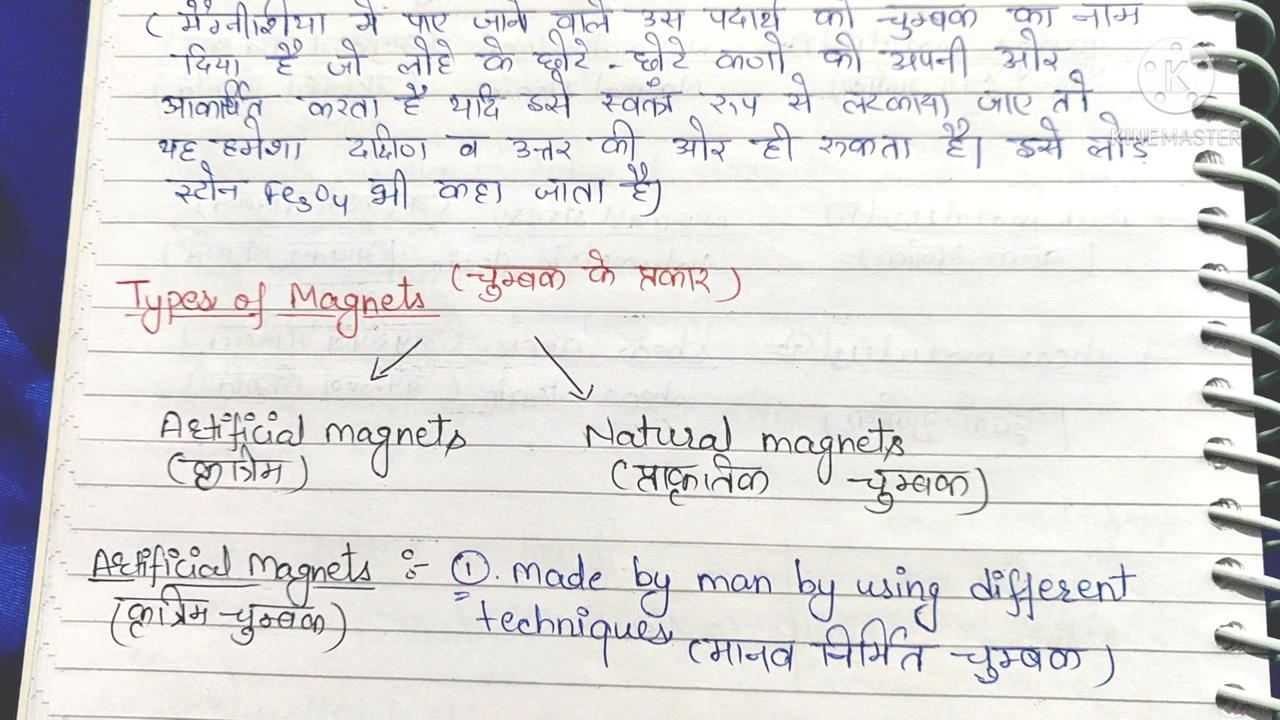 ( मैग्नीशिया में पाए जाने वाले उस पदार्थ को चुम्बक का नाम
दिया है जो लोहे के छोटे - छोटे कणों को अपनी ओर
आकर्षित करता है यदि इसे स्वतंत्र रूप से लटकाया जाए तो
यह हमेशा दक्षिण व उत्तर की ओर ही रुकता है। इसे लोड
स्टोन Fe3O4 भी कहा जाता है)
Types of Magnets (चुम्बक के प्रकार)
Artificial magnets Natural magnets
(कृत्रिम) (प्राकृतिक चुम्बक)
Artificial Magnets :- ①. made by man by using different
(कृत्रिम चुम्बक) techniques (मानव निर्मित चुम्बक)
K
KINEMASTER